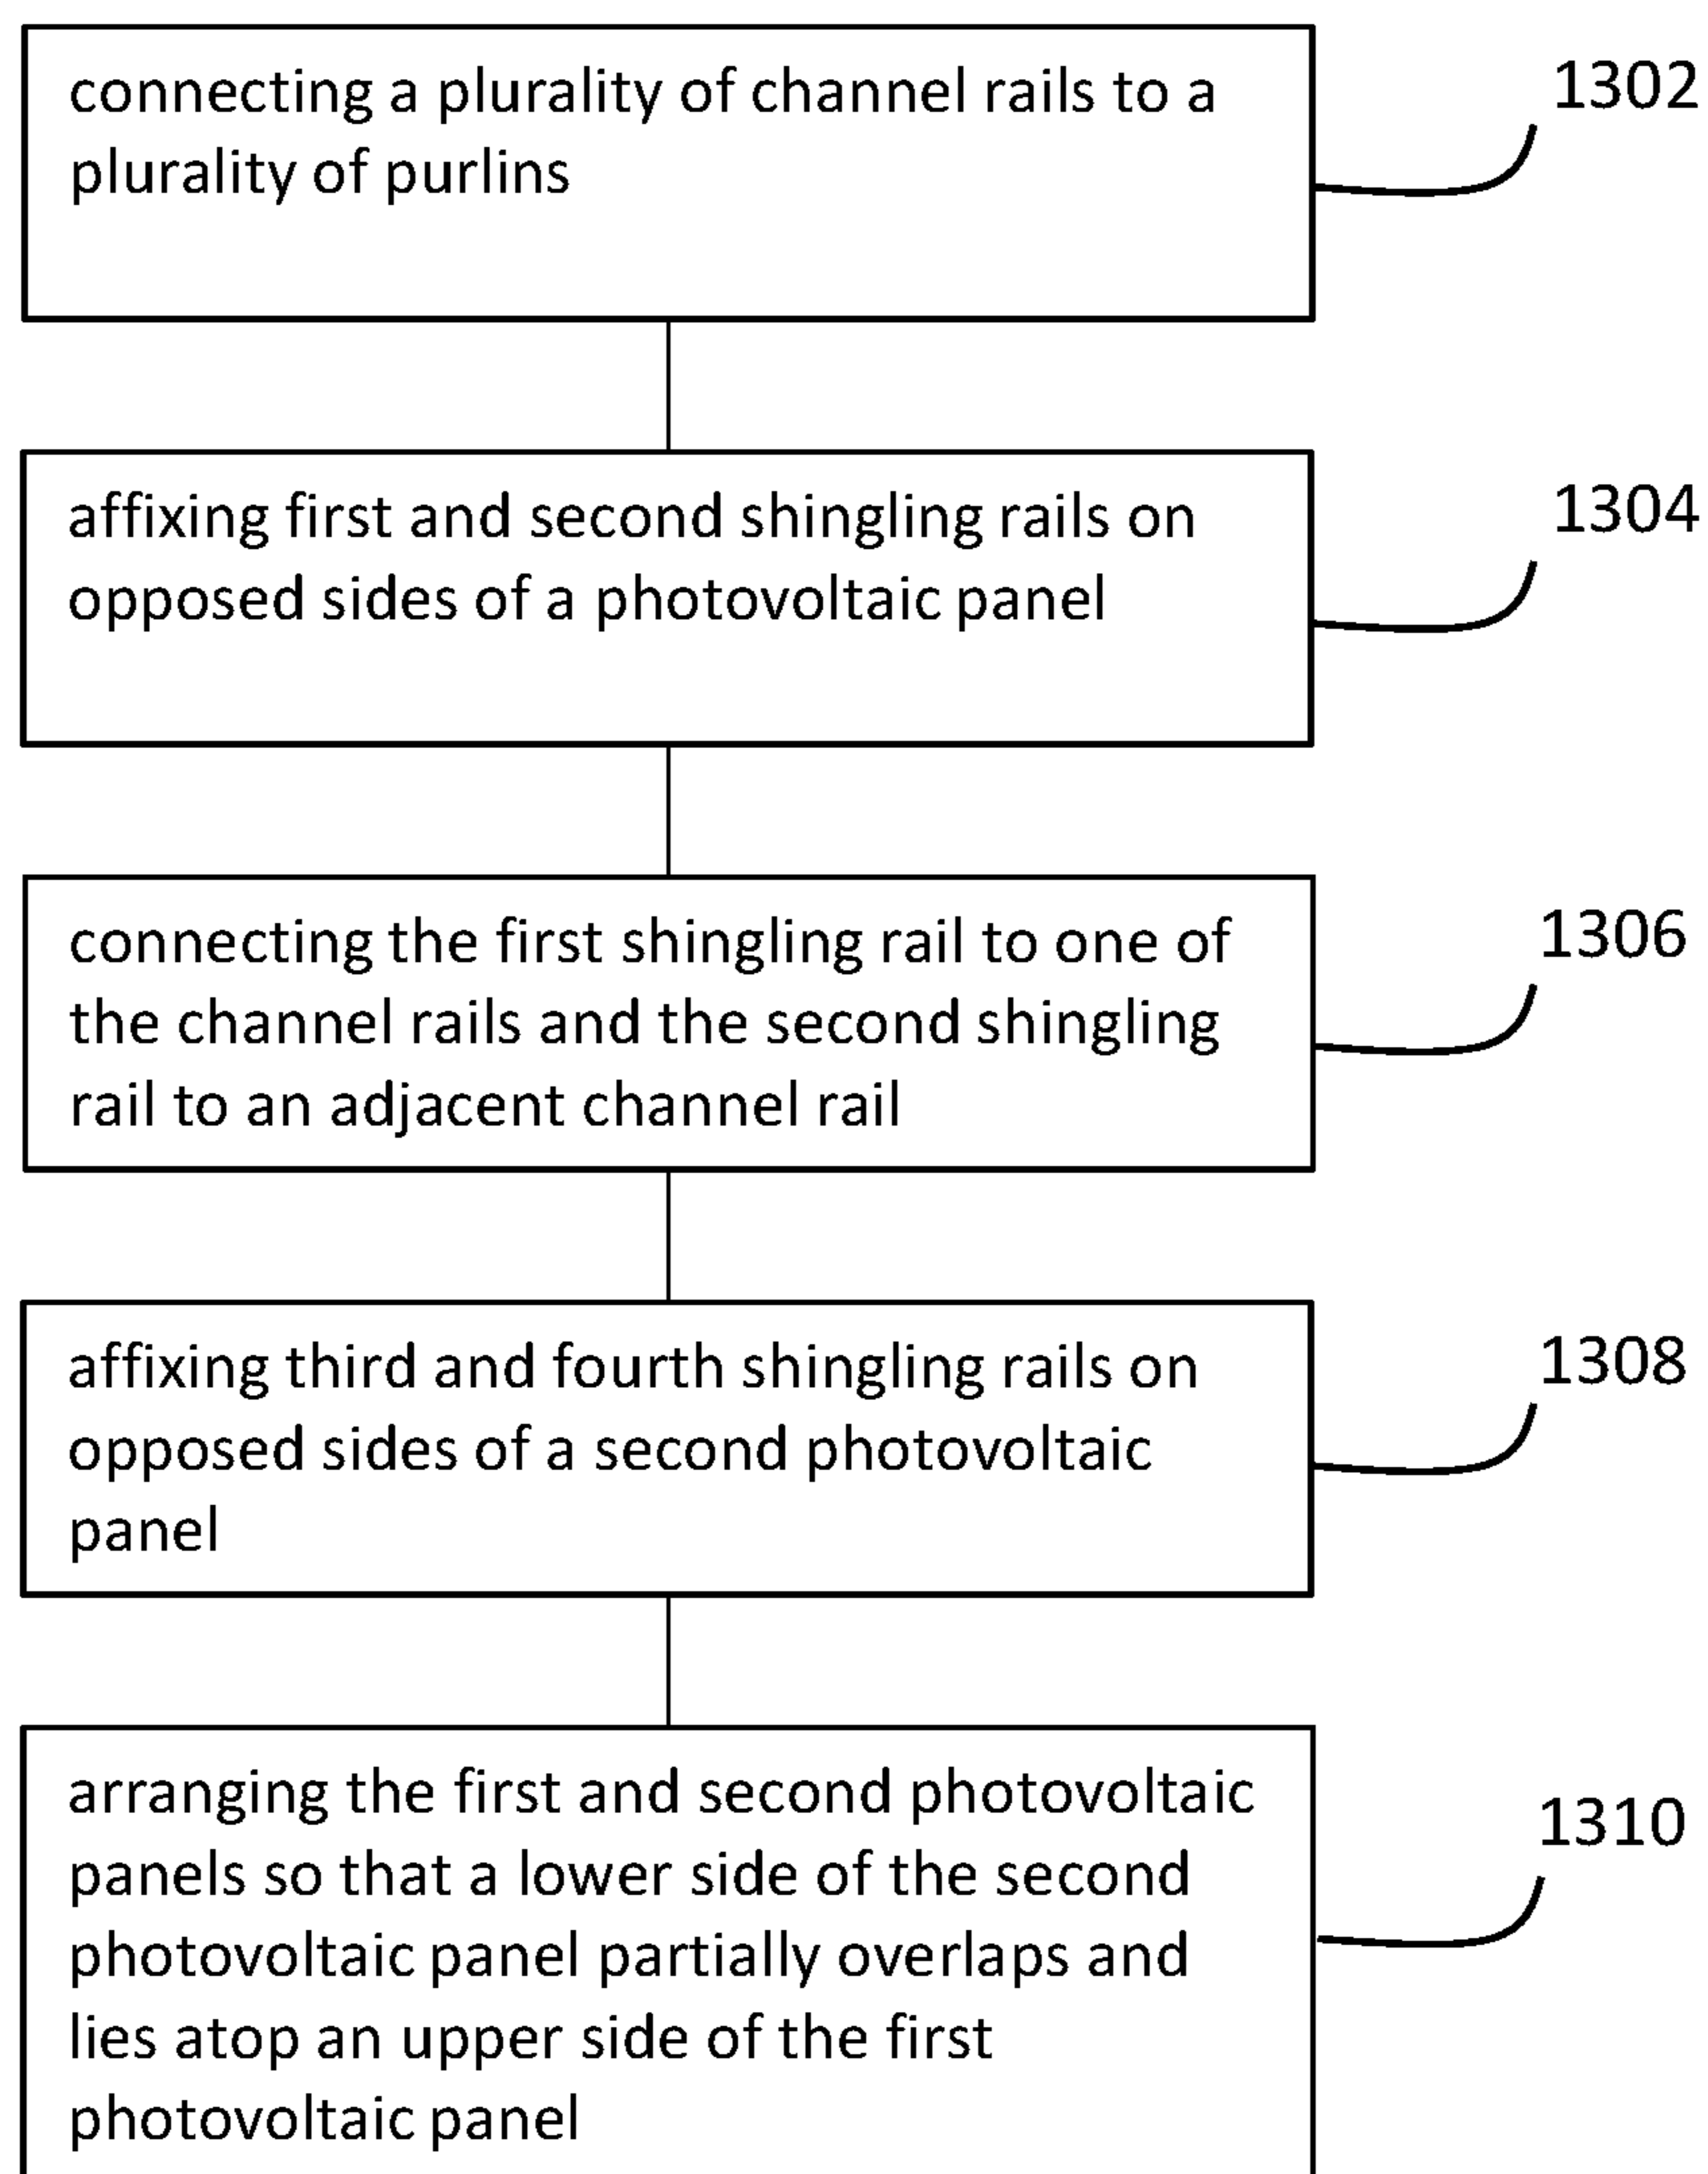 connecting a plurality of channel rails to a
plurality of purlins
1302
affixing first and second shingling rails on
opposed sides of a photovoltaic panel
1304
connecting the first shingling rail to one of
the channel rails and the second shingling
rail to an adjacent channel rail
1306
affixing third and fourth shingling rails on
opposed sides of a second photovoltaic
panel
1308
arranging the first and second photovoltaic
panels so that a lower side of the second
photovoltaic panel partially overlaps and
lies atop an upper side of the first
photovoltaic panel
1310